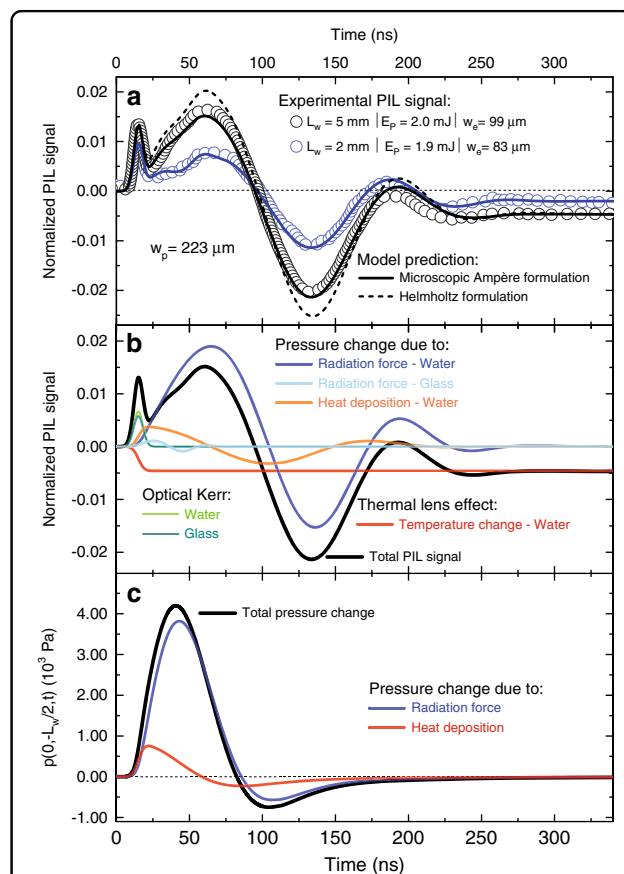 Time (ns)
0 50 100 150 200 250 300
a
Experimental PIL signal:
L_w = 5 mm | E_P = 2.0 mJ | w_e = 99 μm
L_w = 2 mm | E_P = 1.9 mJ | w_e = 83 μm
w_p = 223 μm
Model prediction:
Microscopic Ampère formulation
Helmholtz formulation
Normalized PIL signal
0.02
0.01
0.00
-0.01
-0.02
b
Pressure change due to:
Radiation force - Water
Radiation force - Glass
Heat deposition - Water
Optical Kerr:
Water
Glass
Thermal lens effect:
Temperature change - Water
Total PIL signal
Normalized PIL signal
0.02
0.01
0.00
-0.01
-0.02
c
Total pressure change
Pressure change due to:
Radiation force
Heat deposition
p(0,-L_w/2,t) (10³ Pa)
4.00
3.00
2.00
1.00
0.00
-1.00
0 50 100 150 200 250 300
Time (ns)